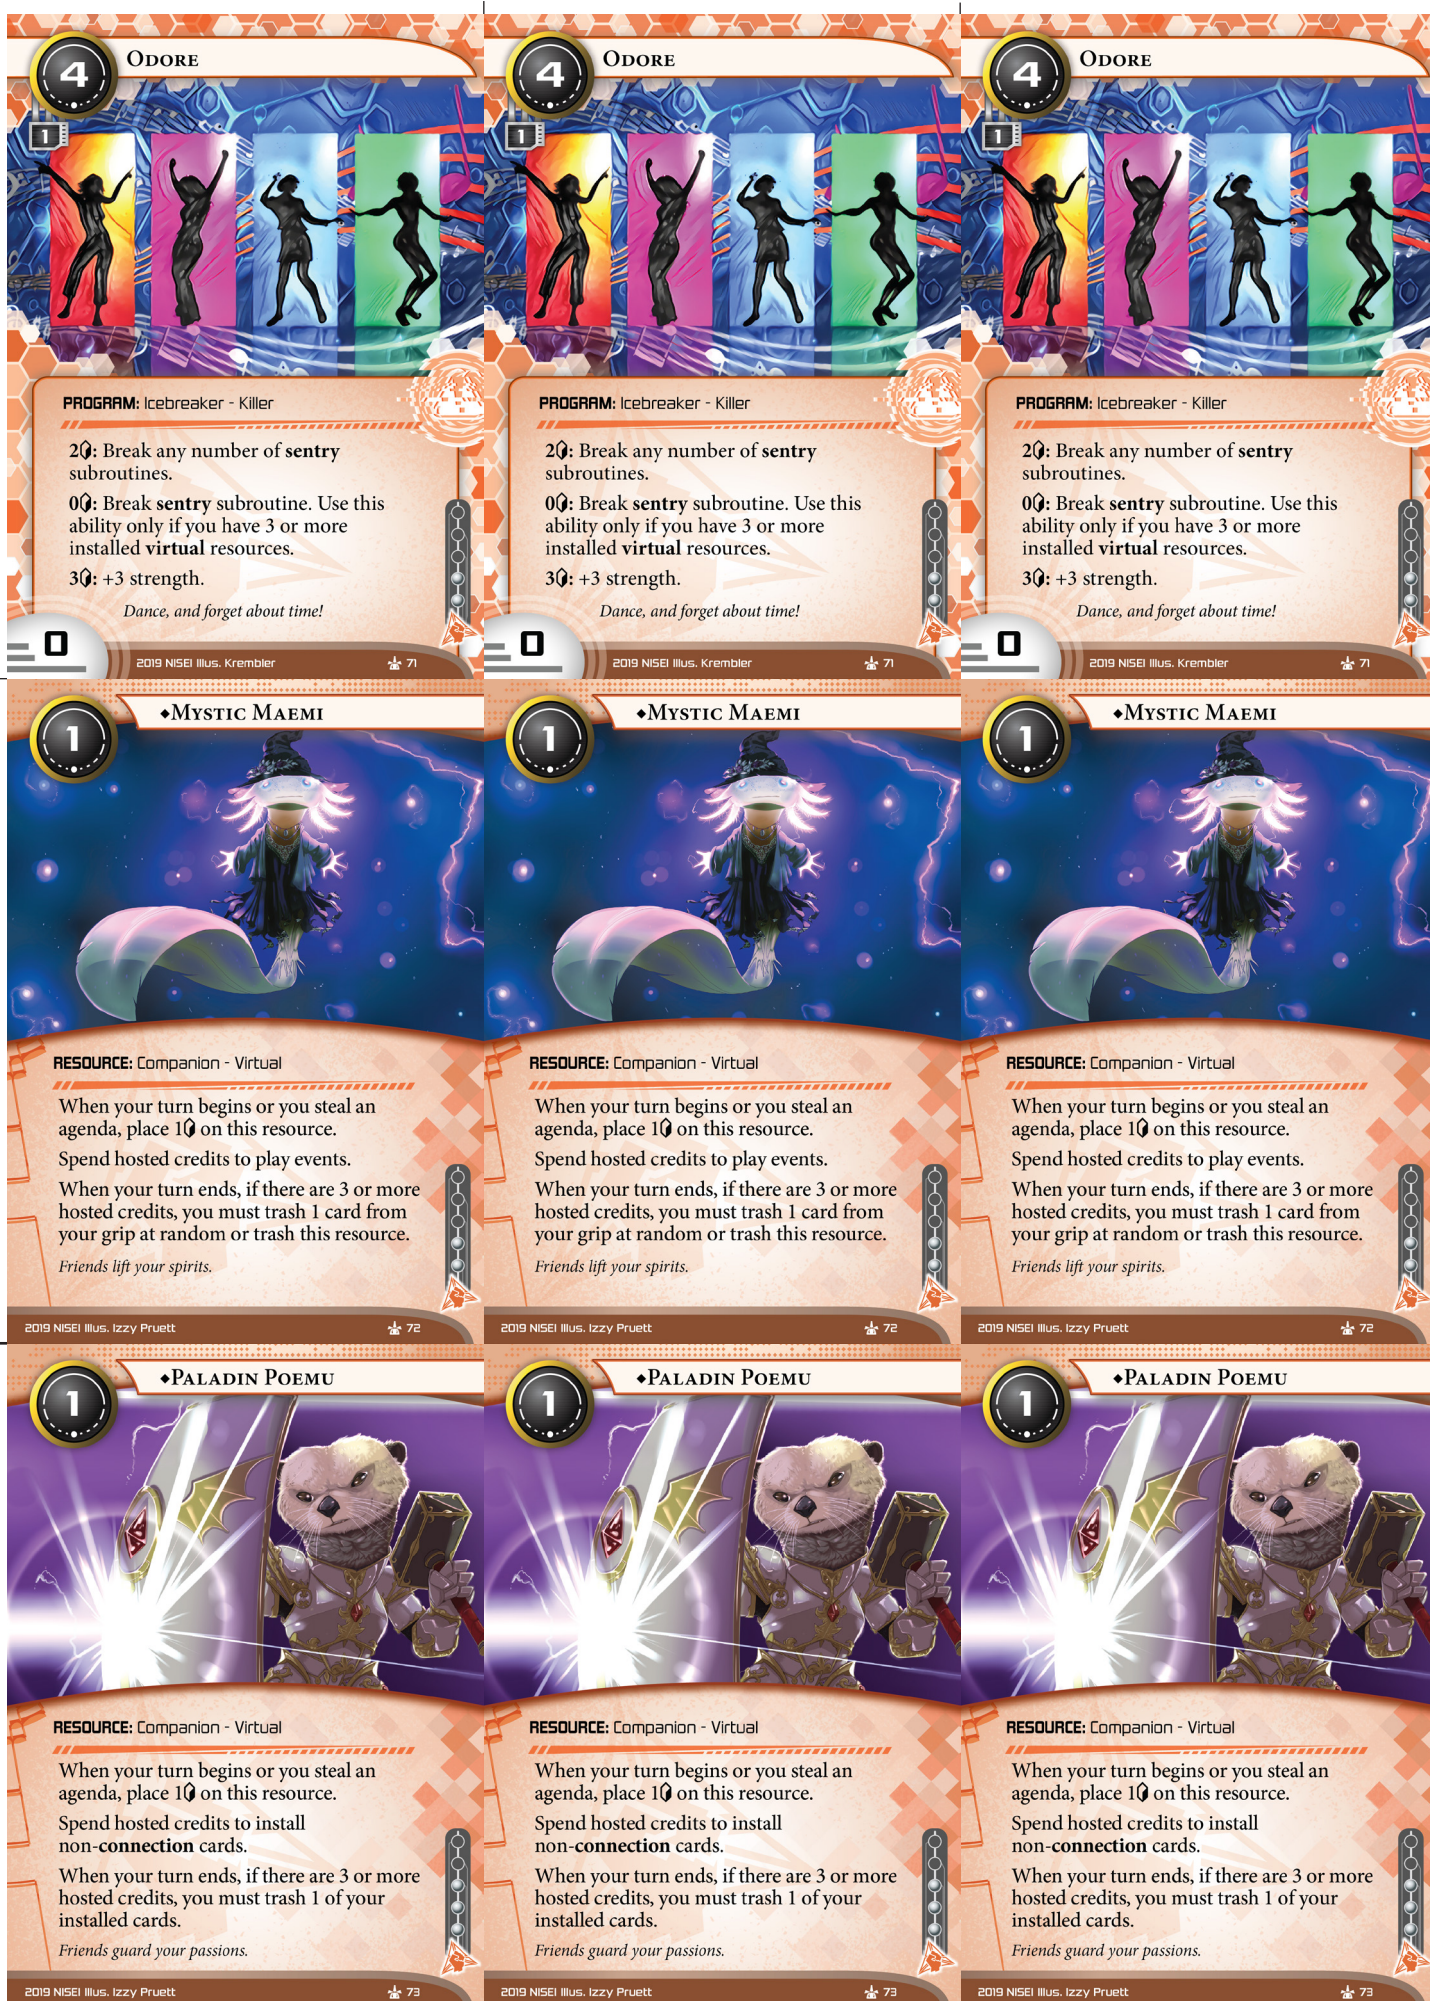 4 ODORE
1
PROGRAM: Icebreaker - Killer
2: Break any number of sentry
subroutines.
0: Break sentry subroutine. Use this
ability only if you have 3 or more
installed virtual resources.
3: +3 strength.
Dance, and forget about time!
0
2019 NISEI Illus. Krembler 71
4 ODORE
1
PROGRAM: Icebreaker - Killer
2: Break any number of sentry
subroutines.
0: Break sentry subroutine. Use this
ability only if you have 3 or more
installed virtual resources.
3: +3 strength.
Dance, and forget about time!
0
2019 NISEI Illus. Krembler 71
4 ODORE
1
PROGRAM: Icebreaker - Killer
2: Break any number of sentry
subroutines.
0: Break sentry subroutine. Use this
ability only if you have 3 or more
installed virtual resources.
3: +3 strength.
Dance, and forget about time!
0
2019 NISEI Illus. Krembler 71
1 ◆MYSTIC MAEMI
RESOURCE: Companion - Virtual
When your turn begins or you steal an
agenda, place 1 on this resource.
Spend hosted credits to play events.
When your turn ends, if there are 3 or more
hosted credits, you must trash 1 card from
your grip at random or trash this resource.
Friends lift your spirits.
2019 NISEI Illus. Izzy Pruett 72
1 ◆MYSTIC MAEMI
RESOURCE: Companion - Virtual
When your turn begins or you steal an
agenda, place 1 on this resource.
Spend hosted credits to play events.
When your turn ends, if there are 3 or more
hosted credits, you must trash 1 card from
your grip at random or trash this resource.
Friends lift your spirits.
2019 NISEI Illus. Izzy Pruett 72
1 ◆MYSTIC MAEMI
RESOURCE: Companion - Virtual
When your turn begins or you steal an
agenda, place 1 on this resource.
Spend hosted credits to play events.
When your turn ends, if there are 3 or more
hosted credits, you must trash 1 card from
your grip at random or trash this resource.
Friends lift your spirits.
2019 NISEI Illus. Izzy Pruett 72
1 ◆PALADIN POEMU
RESOURCE: Companion - Virtual
When your turn begins or you steal an
agenda, place 1 on this resource.
Spend hosted credits to install
non-connection cards.
When your turn ends, if there are 3 or more
hosted credits, you must trash 1 of your
installed cards.
Friends guard your passions.
2019 NISEI Illus. Izzy Pruett 73
1 ◆PALADIN POEMU
RESOURCE: Companion - Virtual
When your turn begins or you steal an
agenda, place 1 on this resource.
Spend hosted credits to install
non-connection cards.
When your turn ends, if there are 3 or more
hosted credits, you must trash 1 of your
installed cards.
Friends guard your passions.
2019 NISEI Illus. Izzy Pruett 73
1 ◆PALADIN POEMU
RESOURCE: Companion - Virtual
When your turn begins or you steal an
agenda, place 1 on this resource.
Spend hosted credits to install
non-connection cards.
When your turn ends, if there are 3 or more
hosted credits, you must trash 1 of your
installed cards.
Friends guard your passions.
2019 NISEI Illus. Izzy Pruett 73